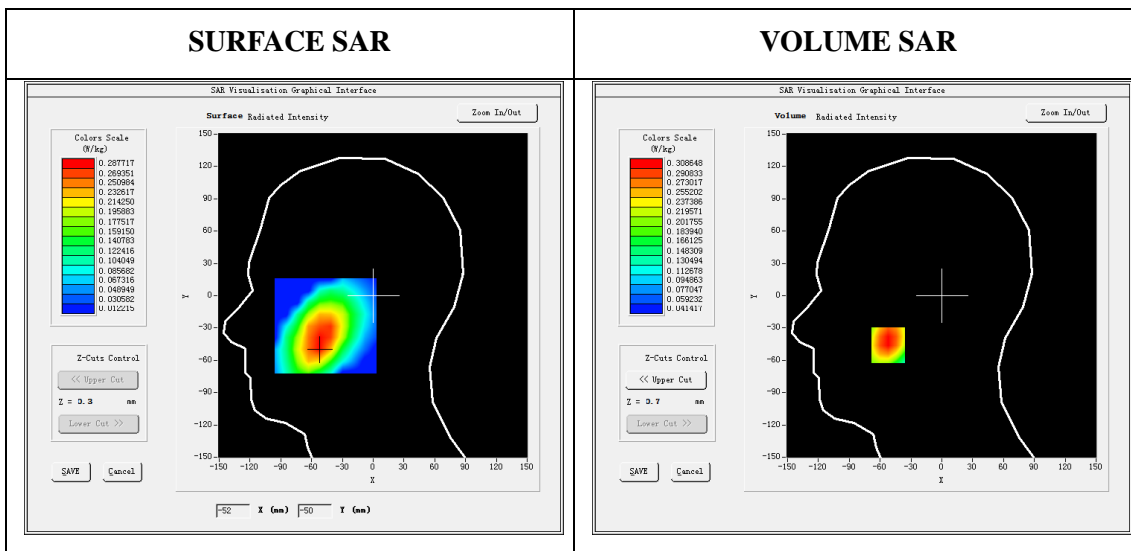 SURFACE SAR
VOLUME SAR
SAR Visualisation Graphical Interface
Surface Radiated Intensity
Zoom In/Out
Colors Scale
(W/kg)
0.287717
0.269351
0.250984
0.232617
0.214250
0.195883
0.177517
0.159150
0.140783
0.122416
0.104049
0.085682
0.067316
0.048949
0.030582
0.012215
Z-Cuts Control
<< Upper Cut
Z = 0.3 mm
Lower Cut >>
SAVE Cancel
150
120
90
60
30
0
-30
-60
-90
-120
-150
Y
-150 -120 -90 -60 -30 0 30 60 90 120 150
X
-52 X (mm) -50 Y (mm)
SAR Visualisation Graphical Interface
Volume Radiated Intensity
Zoom In/Out
Colors Scale
(W/kg)
0.308648
0.290833
0.273017
0.255202
0.237386
0.219571
0.201755
0.183940
0.166125
0.148309
0.130494
0.112678
0.094863
0.077047
0.059232
0.041417
Z-Cuts Control
<< Upper Cut
Z = 0.7 mm
Lower Cut >>
SAVE Cancel
150
120
90
60
30
0
-30
-60
-90
-120
-150
Y
-150 -120 -90 -60 -30 0 30 60 90 120 150
X